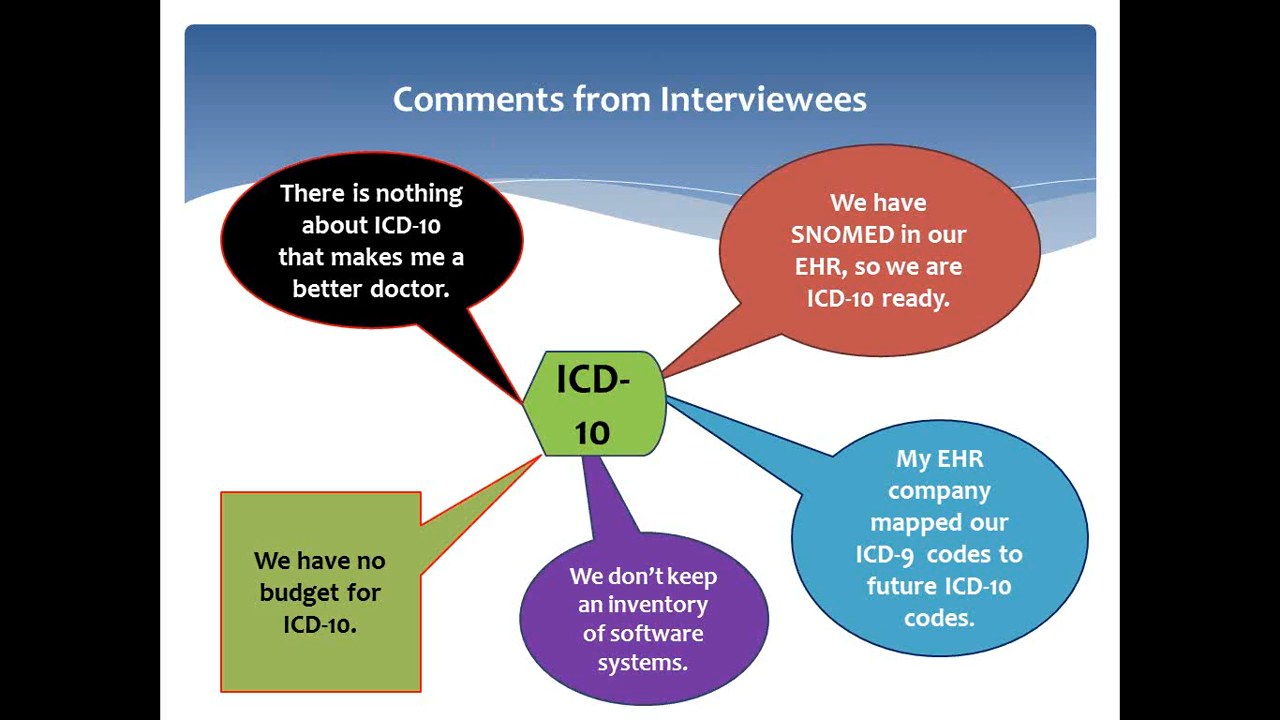 Comments from Interviewees
There is nothing
about ICD-10
that makes me a
better doctor.
We have
SNOMED in our
EHR, so we are
ICD-10 ready.
ICD-
10
My EHR
company
mapped our
ICD-9 codes to
future ICD-10
codes.
We have no
budget for
ICD-10.
We don't keep
an inventory
of software
systems.